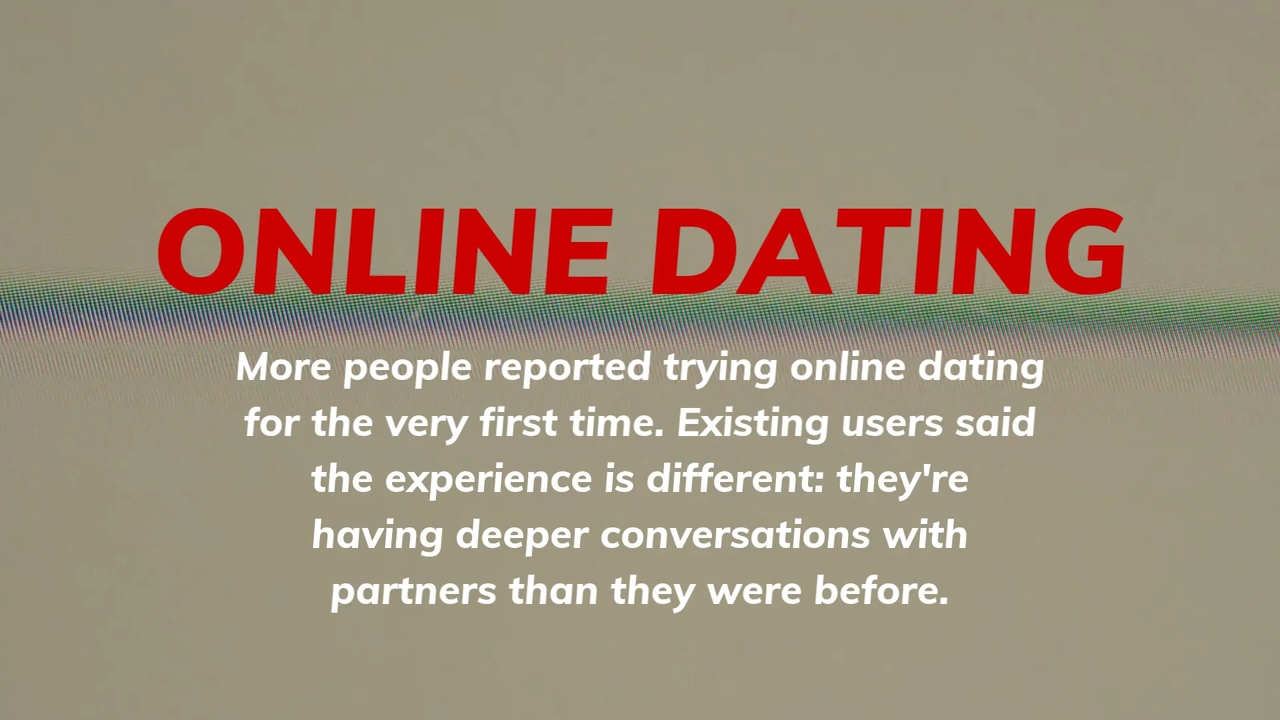 ONLINE DATING
More people reported trying online dating
for the very first time. Existing users said
the experience is different: they're
having deeper conversations with
partners than they were before.